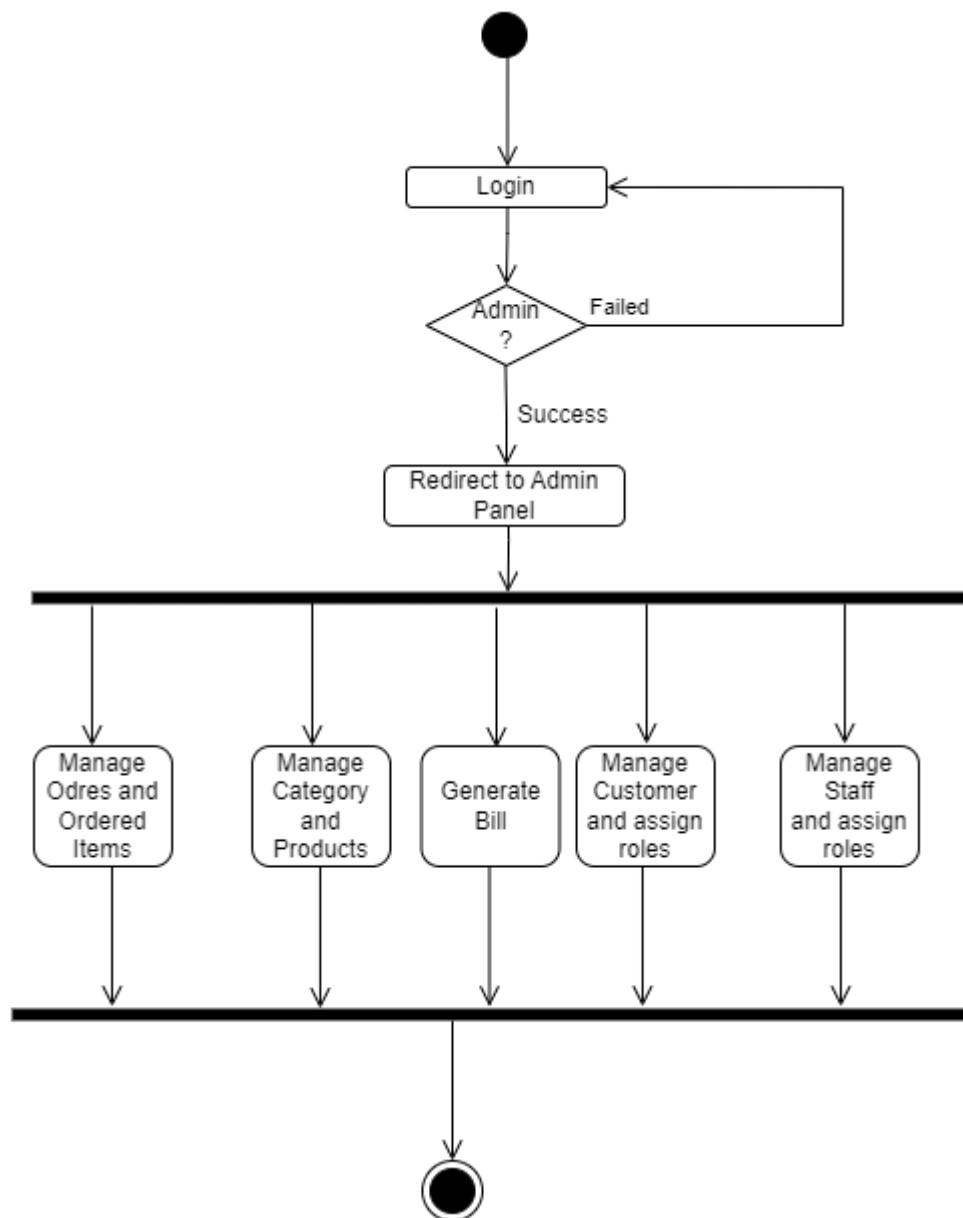 Login
Admin
?
Failed
Success
Redirect to Admin
Panel
Manage
Odres and
Ordered
Items
Manage
Category
and
Products
Generate
Bill
Manage
Customer
and assign
roles
Manage
Staff
and assign
roles